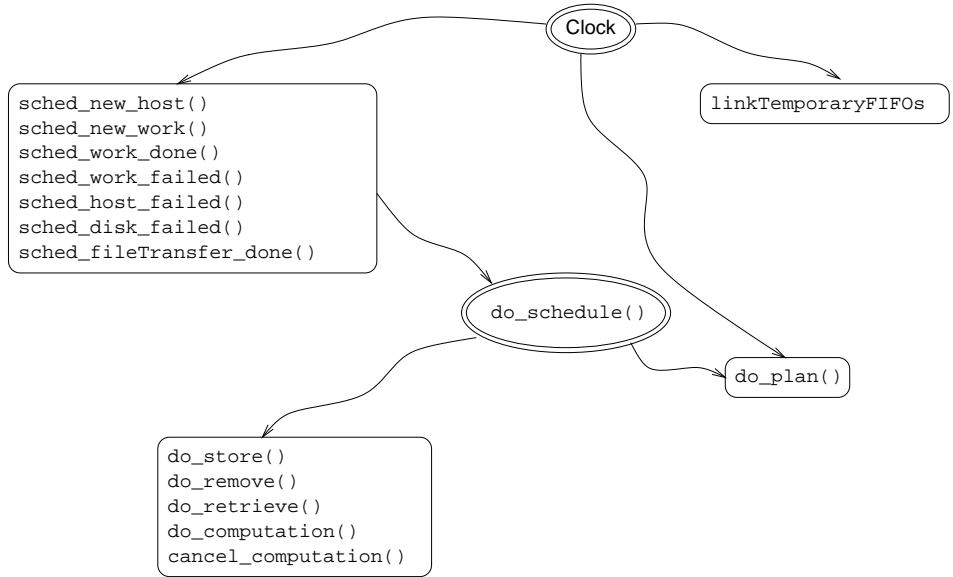 Clock
sched_new_host()
sched_new_work()
sched_work_done()
sched_work_failed()
sched_host_failed()
sched_disk_failed()
sched_fileTransfer_done()
linkTemporaryFIFOs
do_schedule()
do_plan()
do_store()
do_remove()
do_retrieve()
do_computation()
cancel_computation()